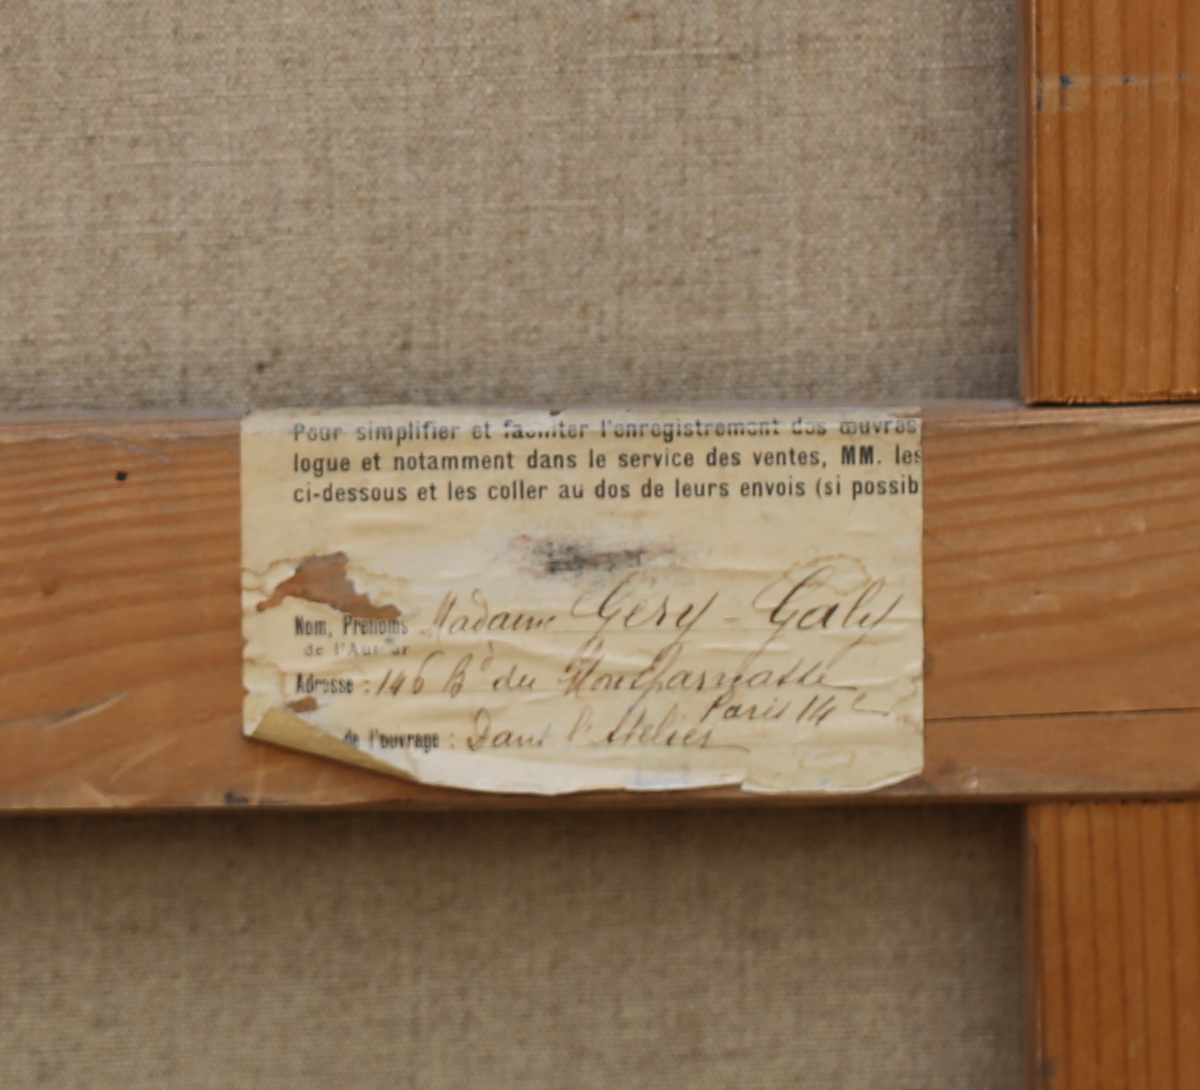 Pour simplifier et faciliter l'enregistrement des œuvres
logue et notamment dans le service des ventes, MM. les
ci-dessous et les coller au dos de leurs envois (si possib
Nom, Prénoms Madame Géry - Galy
de l'Auteur
Adresse : 146 Bd du Montparnasse
Paris 14e
de l'ouvrage : Dans l'Atelier